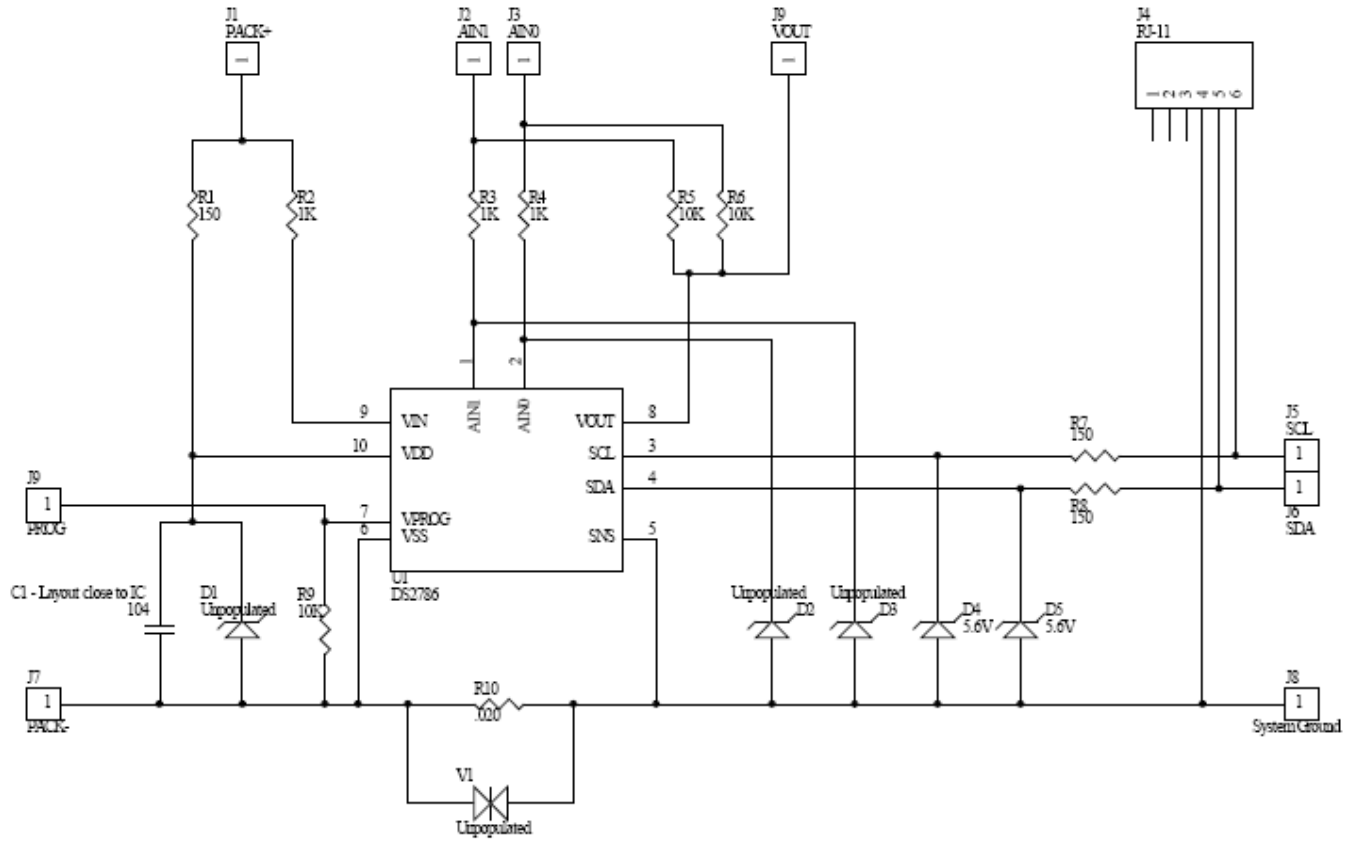 J1
PACK+
1
J2
AIN1
1
J3
AIN0
1
J9
VOUT
1
J4
RJ-11
1 2 3 4 5 6
R1
150
R2
1K
R3
1K
R4
1K
R5
10K
R6
10K
1
2
AIN1
AIN0
9
VIN
10
VDD
7
VPROG
6
VSS
VOUT
8
SCL
3
SDA
4
SNS
5
U1
DS2786
R7
150
R8
150
J5
SCL
1
1
J6
SDA
J9
1
PROG
C1 - Layout close to IC
104
D1
Unpopulated
R9
10K
Unpopulated
D2
Unpopulated
D3
D4
5.6V
D5
5.6V
J7
1
PACK-
R10
.020
J8
1
System Ground
V1
Unpopulated